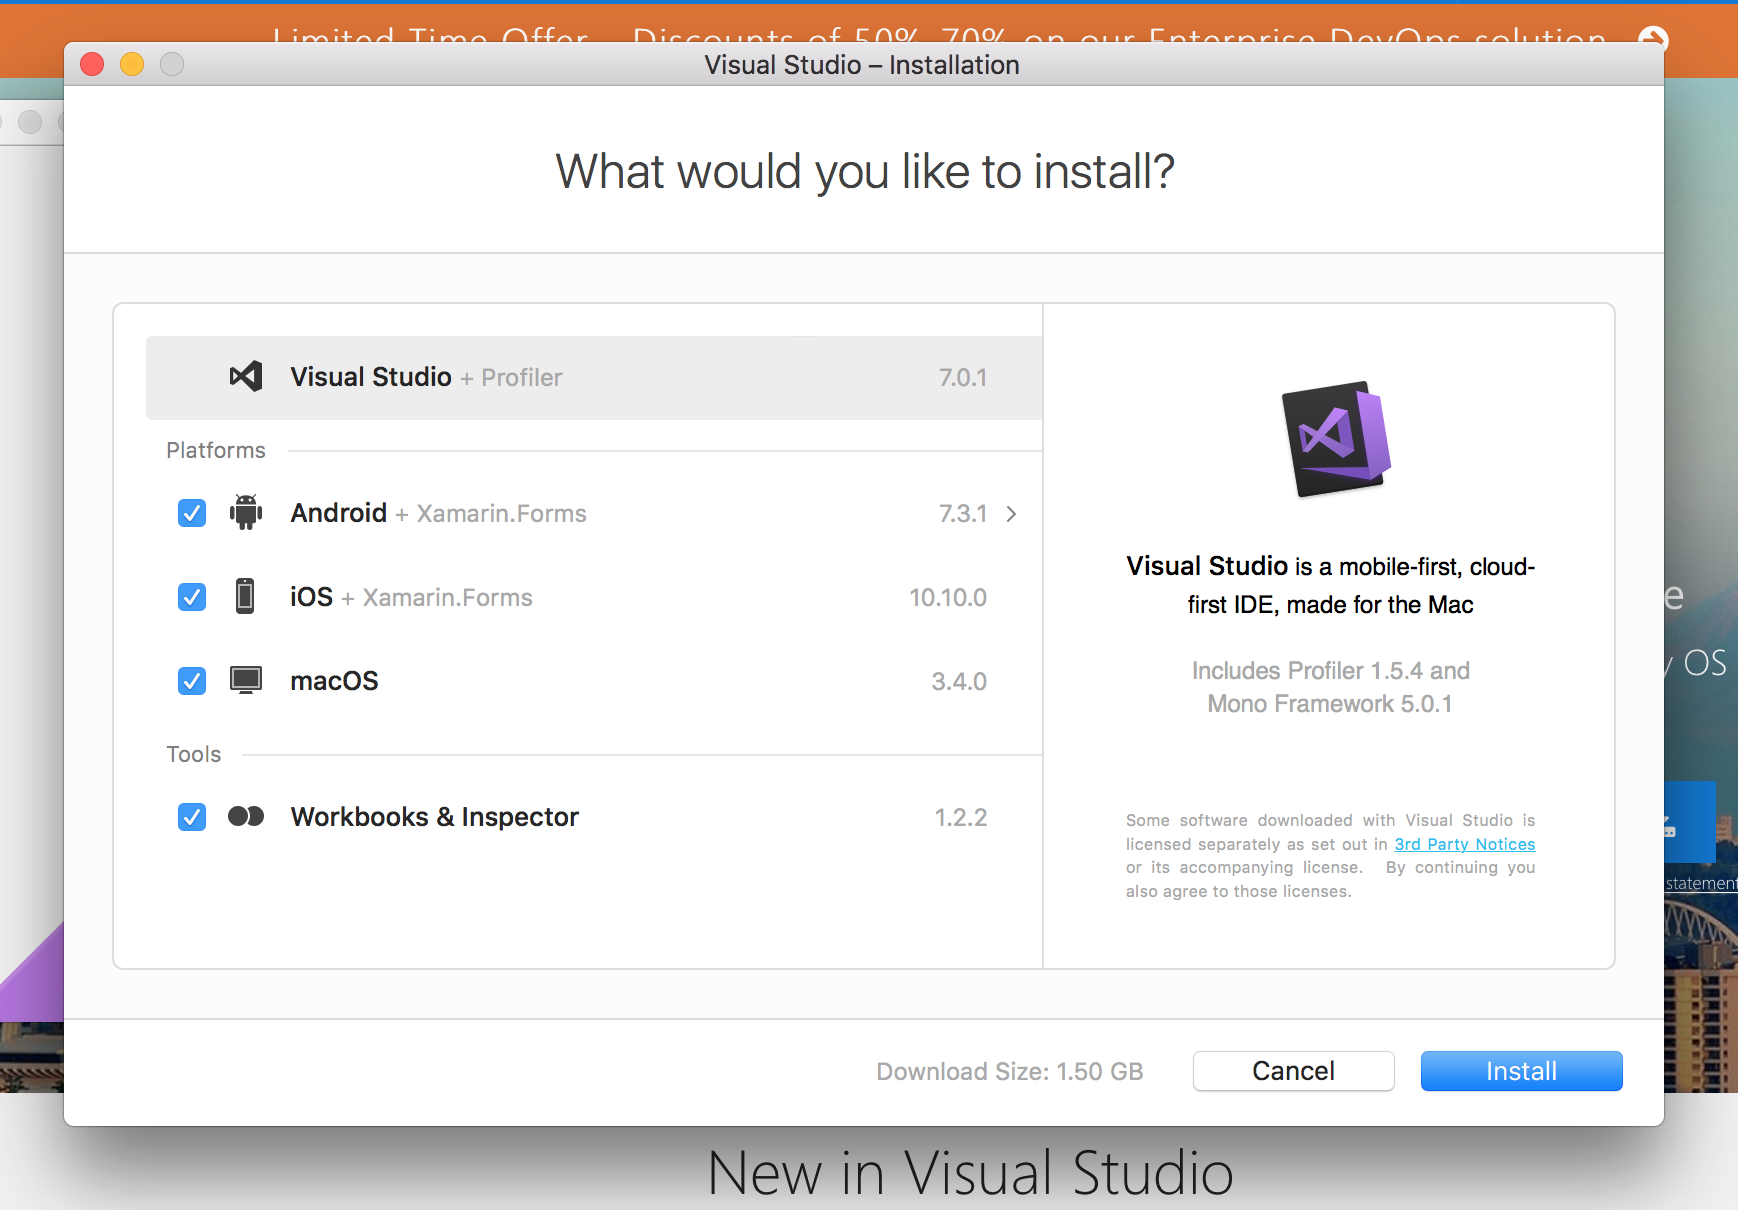 Limited Time Offer – Discounts of 50%-70% on our Enterprise DevOps solution
Visual Studio – Installation
What would you like to install?
Visual Studio + Profiler 7.0.1
Platforms
Android + Xamarin.Forms 7.3.1
iOS + Xamarin.Forms 10.10.0
macOS 3.4.0
Tools
Workbooks & Inspector 1.2.2
Visual Studio is a mobile-first, cloud-
first IDE, made for the Mac
Includes Profiler 1.5.4 and
Mono Framework 5.0.1
Some software downloaded with Visual Studio is
licensed separately as set out in 3rd Party Notices
or its accompanying license. By continuing you
also agree to those licenses.
e
y OS
statement
Download Size: 1.50 GB
Cancel
Install
New in Visual Studio